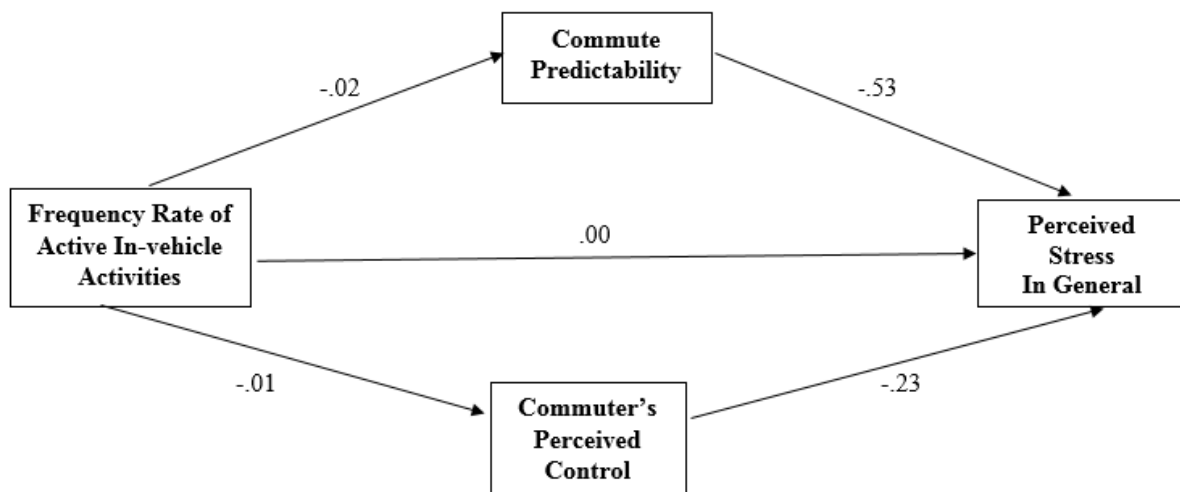 Commute
Predictability
-.02
-.53
Frequency Rate of
Active In-vehicle
Activities
.00
Perceived
Stress
In General
-.01
-.23
Commuter’s
Perceived
Control